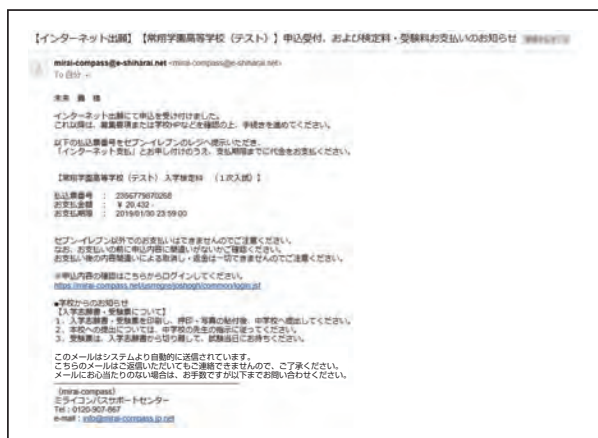 【インターネット出願】【常翔学園高等学校（テスト）】申込受付、および検定料・受験料お支払いのお知らせ
mirai-compass@e-shiharai.net <mirai-compass@e-shiharai.net>
To 自分
様
インターネット出願にて申込を受け付けました。
これ以降は、募集要項または学校HPなどを確認の上、手続きを進めてください。
以下の払込票番号をセブン-イレブンのレジへ提示いただき、
「インターネット支払」とお申し付けのうえ、支払期限までに代金をお支払ください。
【常翔学園高等学校（テスト）入学検定料　（1次入試）】
払込票番号　：
お支払金額　：　¥ 20,432 -
お支払期限　：　2019/01/30 23:59:00
セブン-イレブン以外でのお支払いはできませんのでご注意ください。
なお、お支払いの前に申込内容に間違いがないかご確認ください。
お支払い後の内容間違いによる取消し・返金は一切できませんのでご注意ください。
※申込内容の確認はこちらからログインしてください。
●学校からのお知らせ
【入学志願書・受験票について】
1．入学志願書・受験票を印刷し、押印・写真の貼付後、中学校へ提出してください。
2．本校への提出については、中学校の先生の指示に従ってください。
3．受験票は、入学志願書から切り離して、試験当日にお持ちください。
このメールはシステムより自動的に送信されています。
こちらのメールはご返信いただいてもご連絡できませんので、ご了承ください。
メールにお心当たりのない場合は、お手数ですが以下までお問い合わせください。
(mirai-compass)
ミライコンパスサポートセンター
Tel : 0120-907-867
e-mail : info@mirai-compass.jp.net